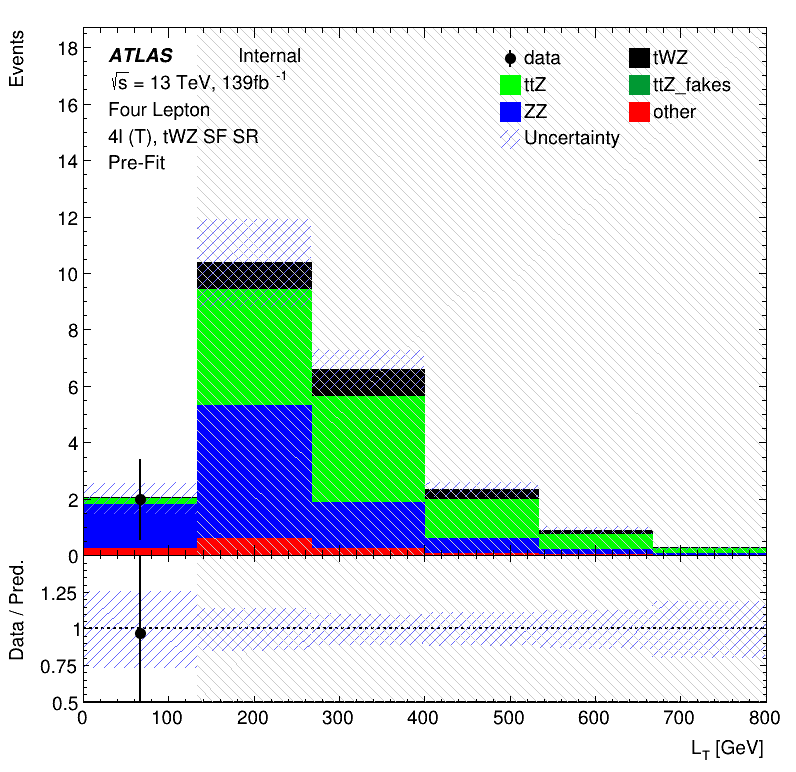 Events
18
16
14
12
10
8
6
4
2
0
ATLAS Internal
√s = 13 TeV, 139fb -1
Four Lepton
4l (T), tWZ SF SR
Pre-Fit
data
tWZ
ttZ
ttZ_fakes
ZZ
other
Uncertainty
Data / Pred.
1.25
1
0.75
0.5
0 100 200 300 400 500 600 700 800
L_T [GeV]